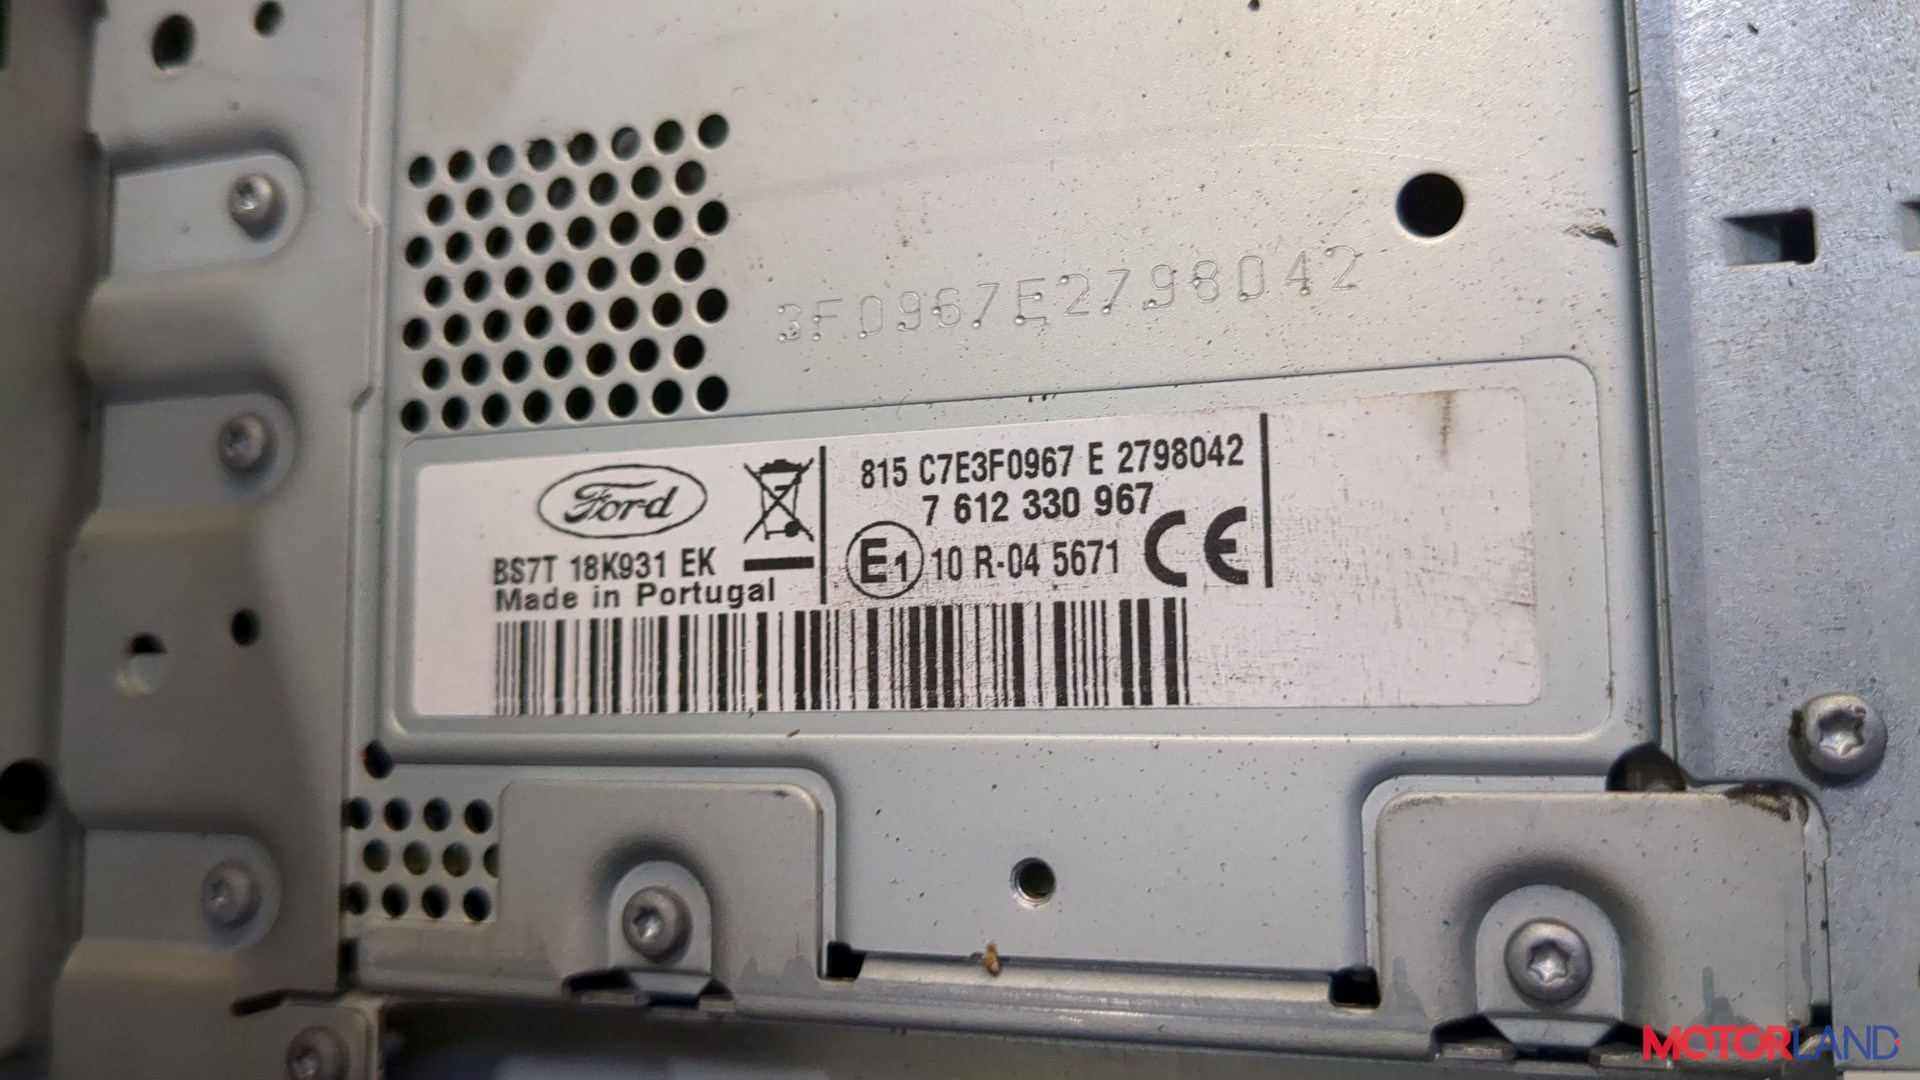 3F0967E2798042
Ford
815 C7E3F0967 E 2798042
7 612 330 967
BS7T 18K931 EK
E1 10 R-04 5671 CE
Made in Portugal
MOTORLAND